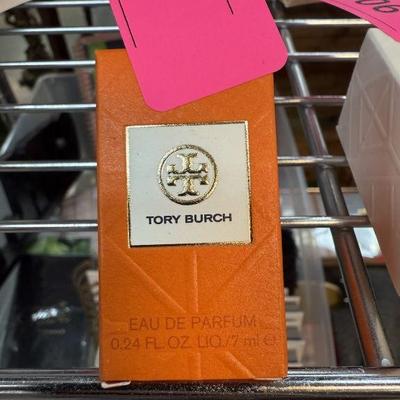 TORY BURCH
EAU DE PARFUM
0.24 FL.OZ. LIQ./7 ml e